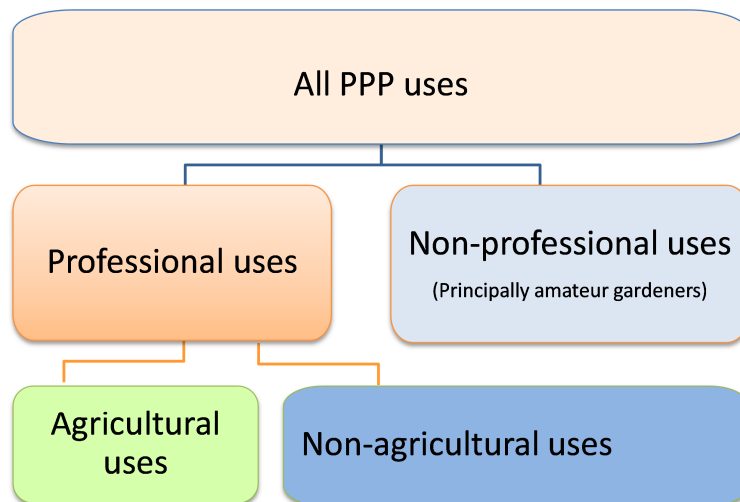 All PPP uses
Professional uses
Non-professional uses
(Principally amateur gardeners)
Agricultural
uses
Non-agricultural uses